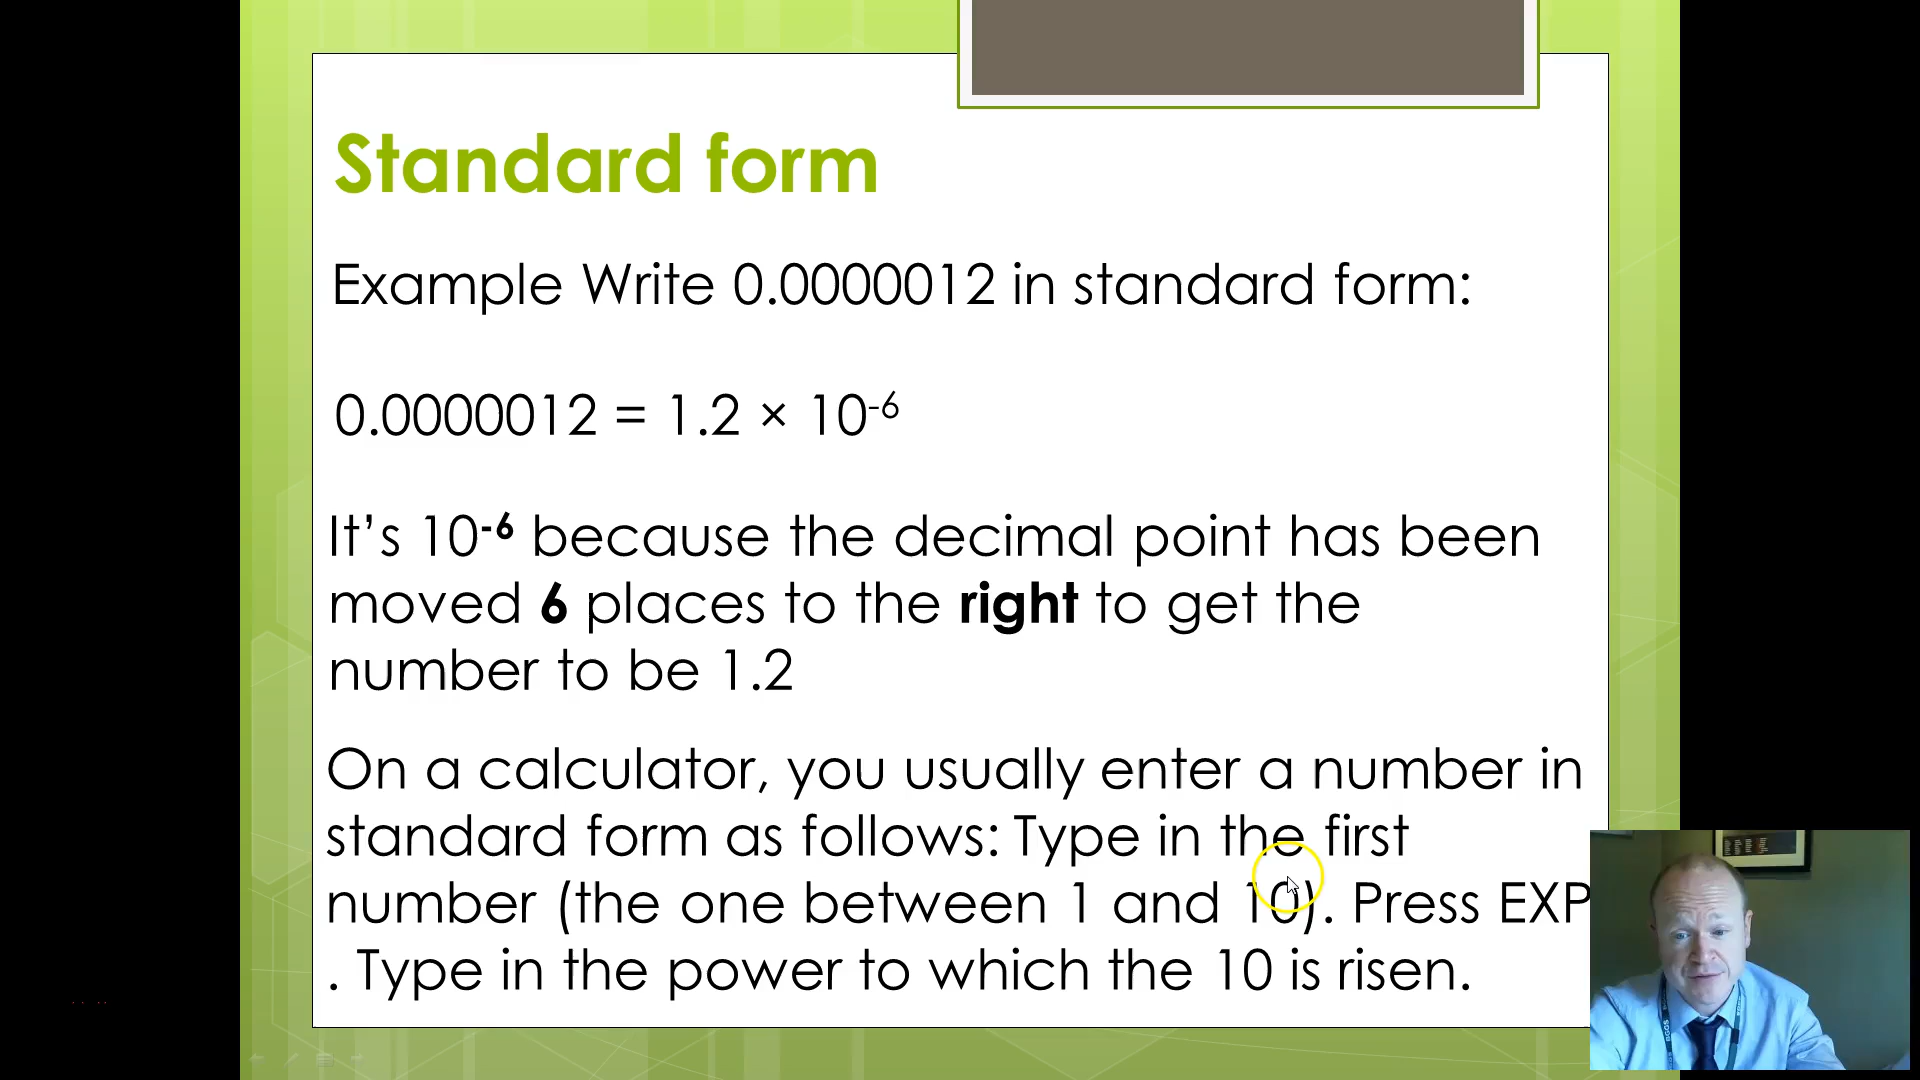 Standard form
Example Write 0.0000012 in standard form:
0.0000012 = 1.2 × 10⁻⁶
It’s 10⁻⁶ because the decimal point has been
moved 6 places to the right to get the
number to be 1.2
On a calculator, you usually enter a number in
standard form as follows: Type in the first
number (the one between 1 and 10). Press EXP
. Type in the power to which the 10 is risen.